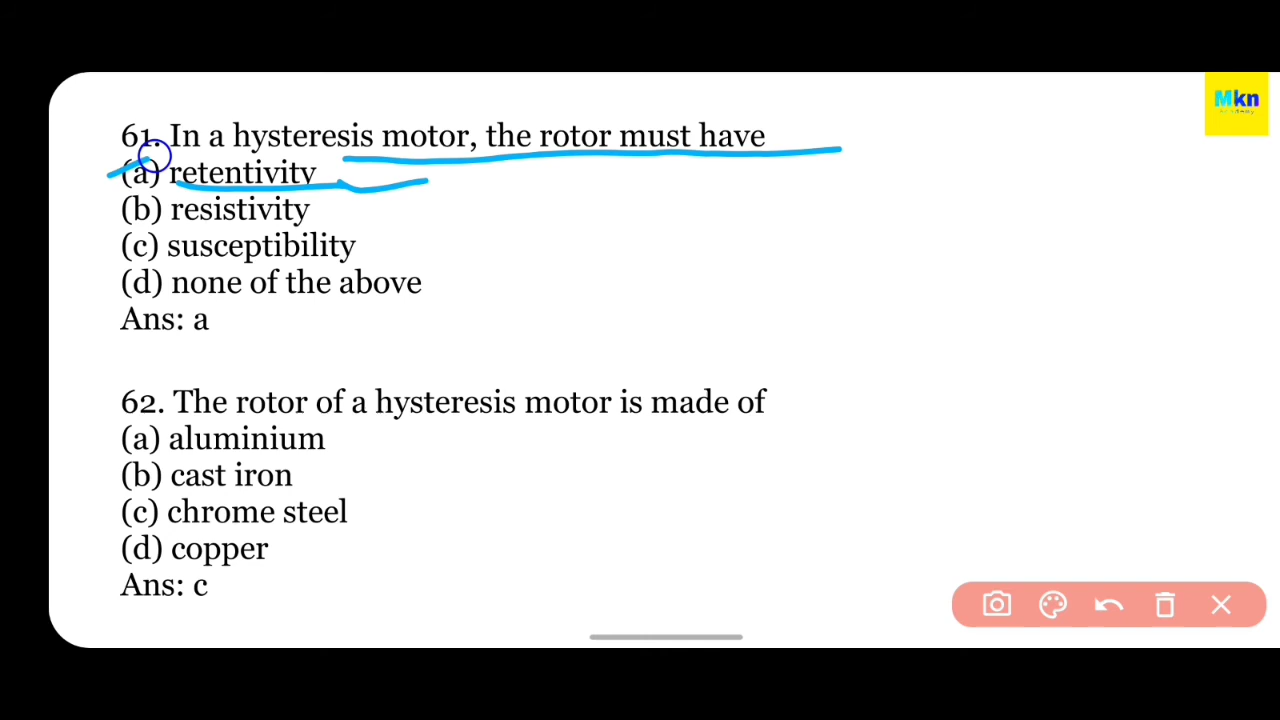 Mkn
Academy
61. In a hysteresis motor, the rotor must have
(a) retentivity
(b) resistivity
(c) susceptibility
(d) none of the above
Ans: a
62. The rotor of a hysteresis motor is made of
(a) aluminium
(b) cast iron
(c) chrome steel
(d) copper
Ans: c